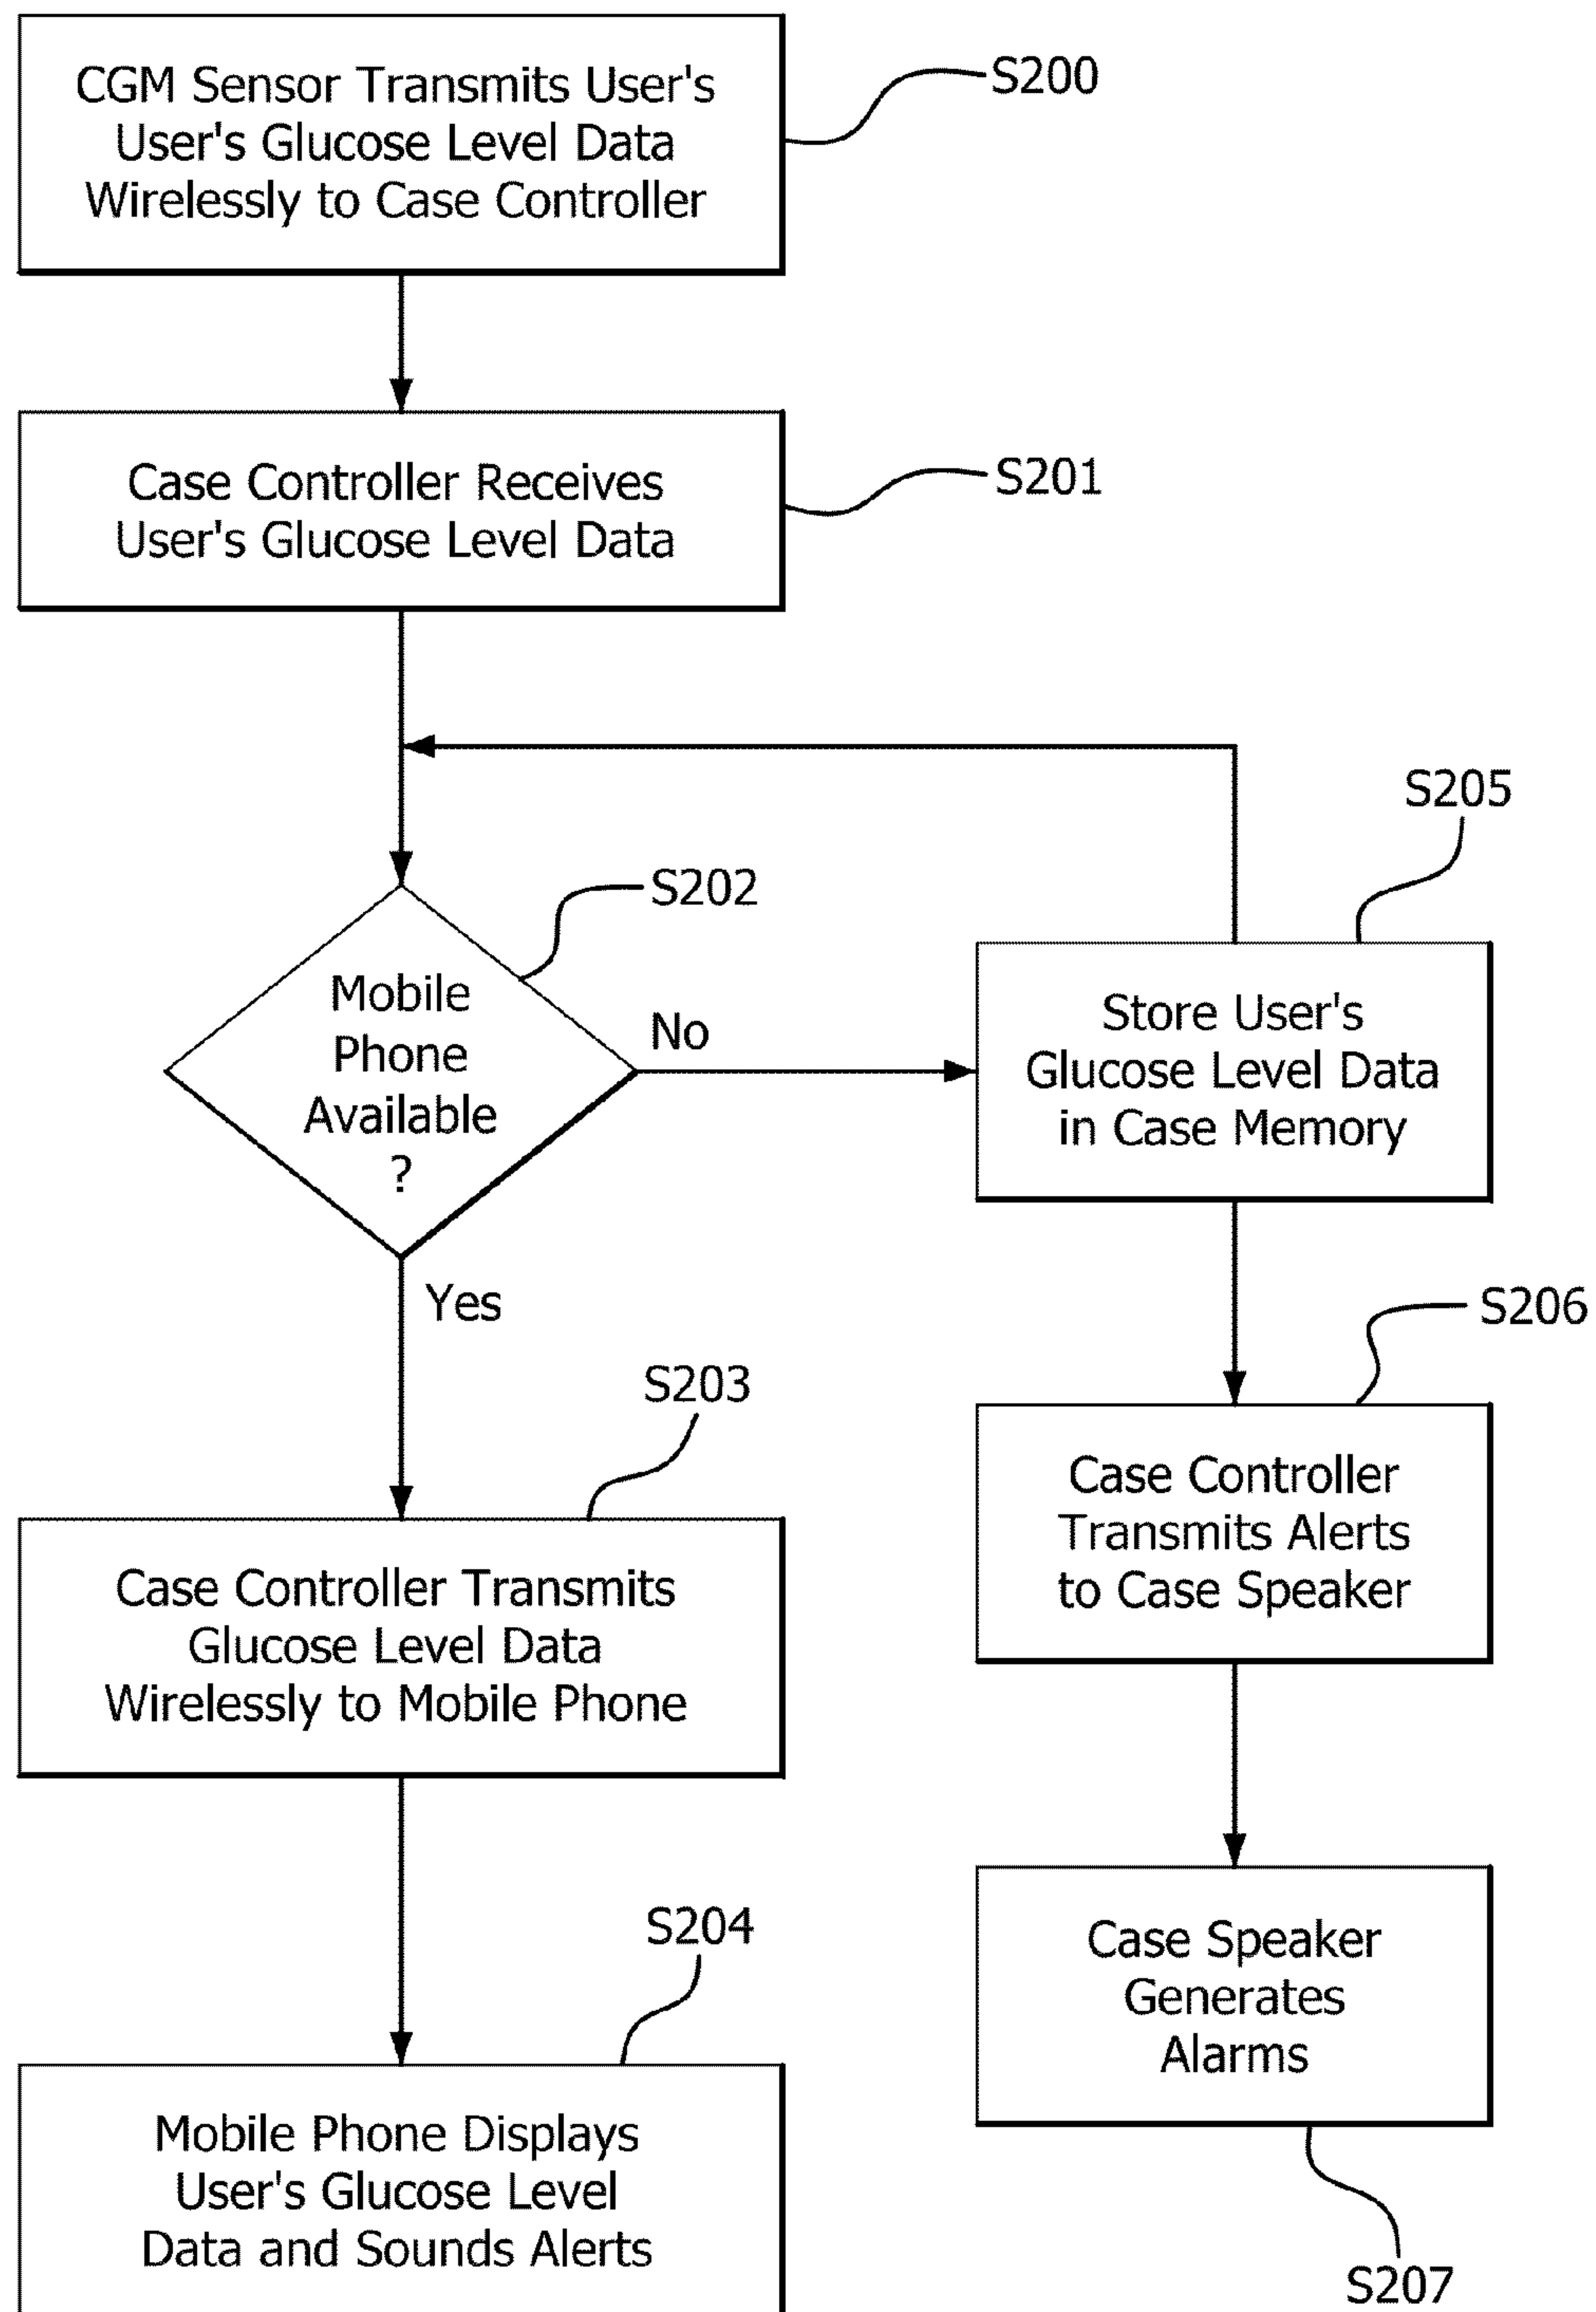 CGM Sensor Transmits User's
User's Glucose Level Data
Wirelessly to Case Controller
S200
Case Controller Receives
User's Glucose Level Data
S201
S202
Mobile
Phone
Available
?
No
Yes
S205
Store User's
Glucose Level Data
in Case Memory
S203
Case Controller Transmits
Glucose Level Data
Wirelessly to Mobile Phone
S206
Case Controller
Transmits Alerts
to Case Speaker
S204
Mobile Phone Displays
User's Glucose Level
Data and Sounds Alerts
Case Speaker
Generates
Alarms
S207